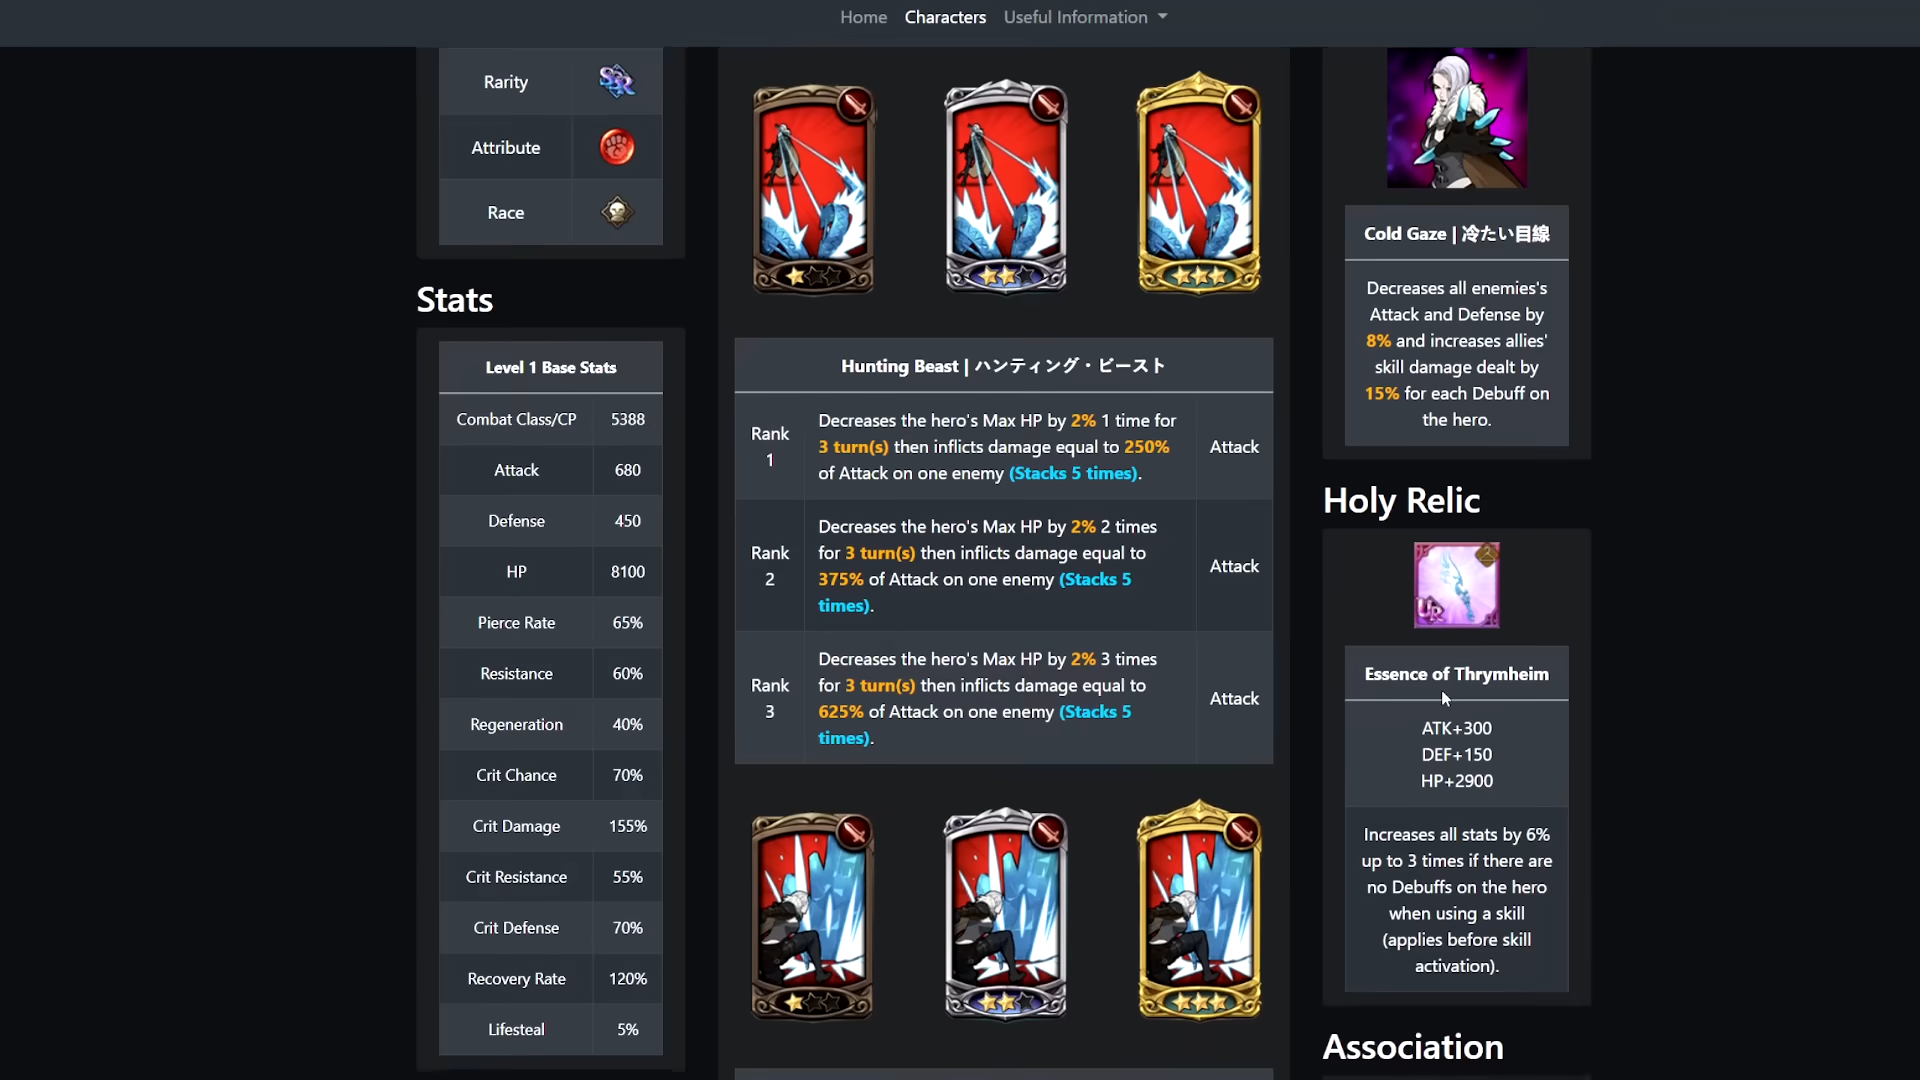 Home Characters Useful Information
Rarity
SSR
Attribute
Race
Stats
Level 1 Base Stats
Combat Class/CP 5388
Attack 680
Defense 450
HP 8100
Pierce Rate 65%
Resistance 60%
Regeneration 40%
Crit Chance 70%
Crit Damage 155%
Crit Resistance 55%
Crit Defense 70%
Recovery Rate 120%
Lifesteal 5%
Hunting Beast | ハンティング・ビースト
Rank
1
Decreases the hero's Max HP by 2% 1 time for
3 turn(s) then inflicts damage equal to 250%
of Attack on one enemy (Stacks 5 times).
Attack
Rank
2
Decreases the hero's Max HP by 2% 2 times
for 3 turn(s) then inflicts damage equal to
375% of Attack on one enemy (Stacks 5
times).
Attack
Rank
3
Decreases the hero's Max HP by 2% 3 times
for 3 turn(s) then inflicts damage equal to
625% of Attack on one enemy (Stacks 5
times).
Attack
Cold Gaze | 冷たい目線
Decreases all enemies's
Attack and Defense by
8% and increases allies'
skill damage dealt by
15% for each Debuff on
the hero.
Holy Relic
UR
Essence of Thrymheim
ATK+300
DEF+150
HP+2900
Increases all stats by 6%
up to 3 times if there are
no Debuffs on the hero
when using a skill
(applies before skill
activation).
Association